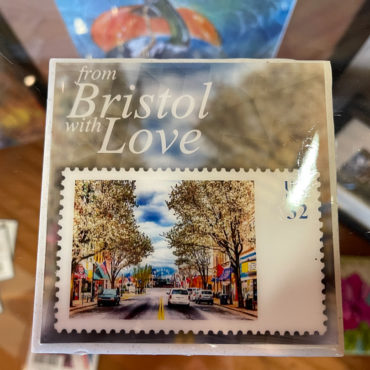 from
Bristol
with
Love
32